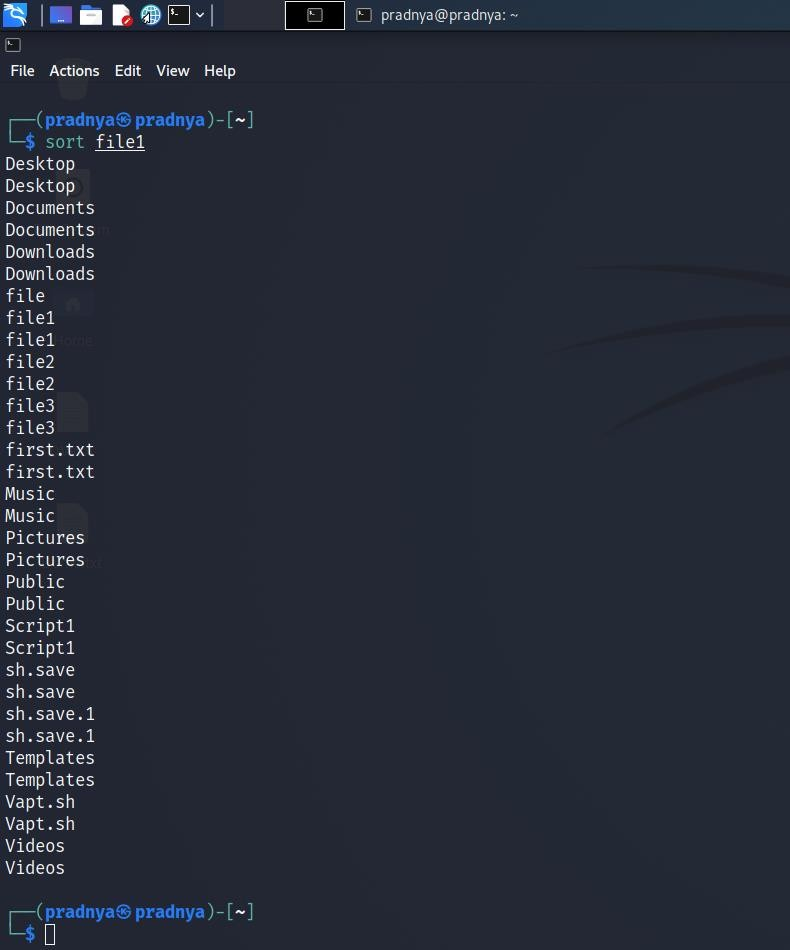 pradnya@pradnya: ~
File Actions Edit View Help
┌──(pradnya㉿pradnya)-[~]
└─$ sort file1
Desktop
Desktop
Documents
Documents
Downloads
Downloads
file
file1
file1
file2
file2
file3
file3
first.txt
first.txt
Music
Music
Pictures
Pictures
Public
Public
Script1
Script1
sh.save
sh.save
sh.save.1
sh.save.1
Templates
Templates
Vapt.sh
Vapt.sh
Videos
Videos
┌──(pradnya㉿pradnya)-[~]
└─$
Home